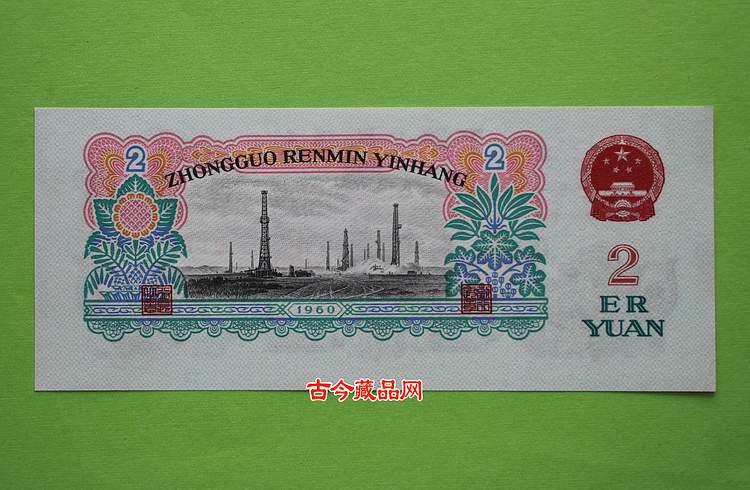 2
ZHONGGUO RENMIN YINHANG
2
1960
2
ER
YUAN
古今藏品网